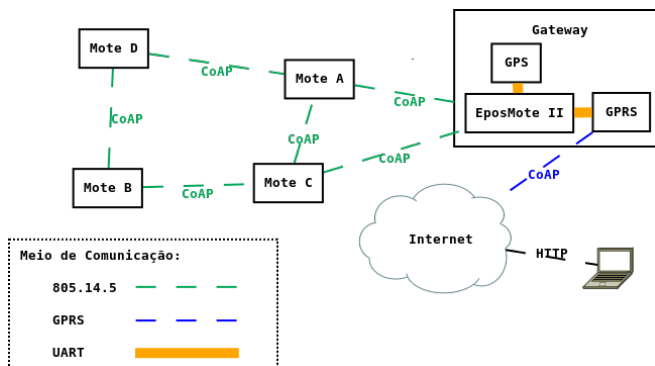 Gateway
Mote D
GPS
CoAP
Mote A
CoAP
EposMote II
GPRS
CoAP
CoAP
CoAP
CoAP
Mote B
CoAP
Mote C
Internet
HTTP
Meio de Comunicação:
805.14.5
GPRS
UART